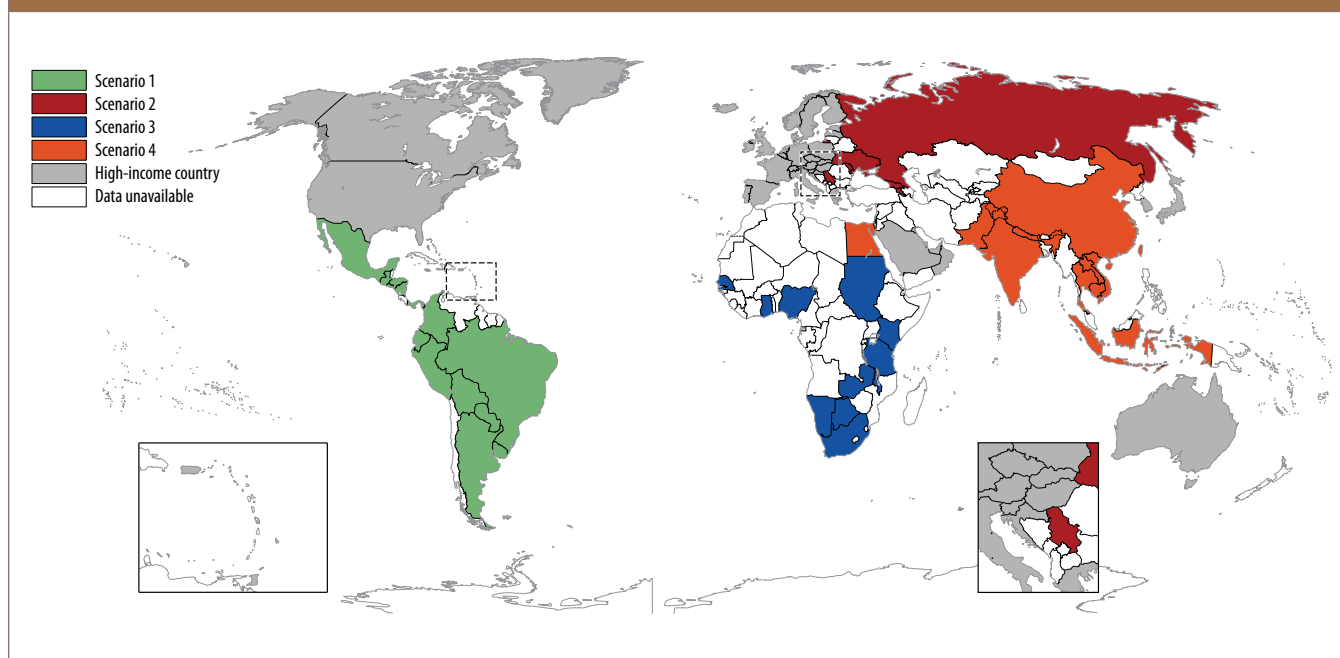 Scenario 1
Scenario 2
Scenario 3
Scenario 4
High-income country
Data unavailable